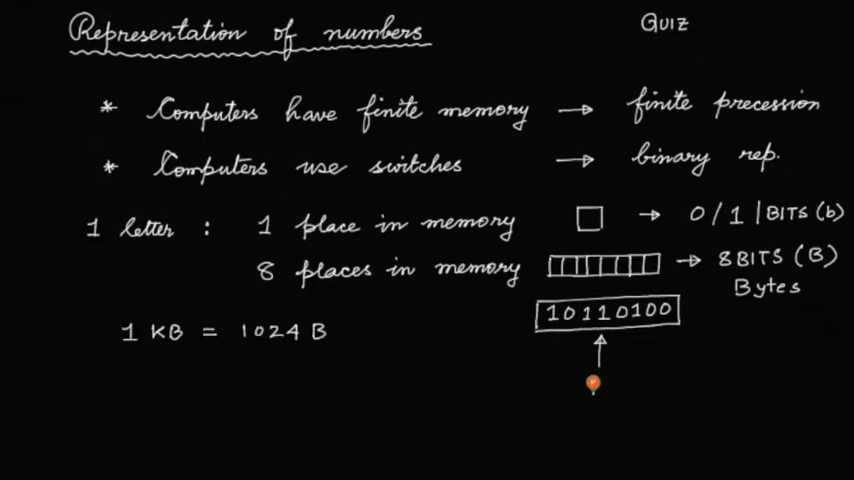 Representation of numbers
QUIZ
* Computers have finite memory → finite precession
* Computers use switches → binary rep.
1 letter : 1 place in memory → 0/1 | BITS (b)
8 places in memory → 8 BITS (B)
Bytes
10110100
1 KB = 1024 B